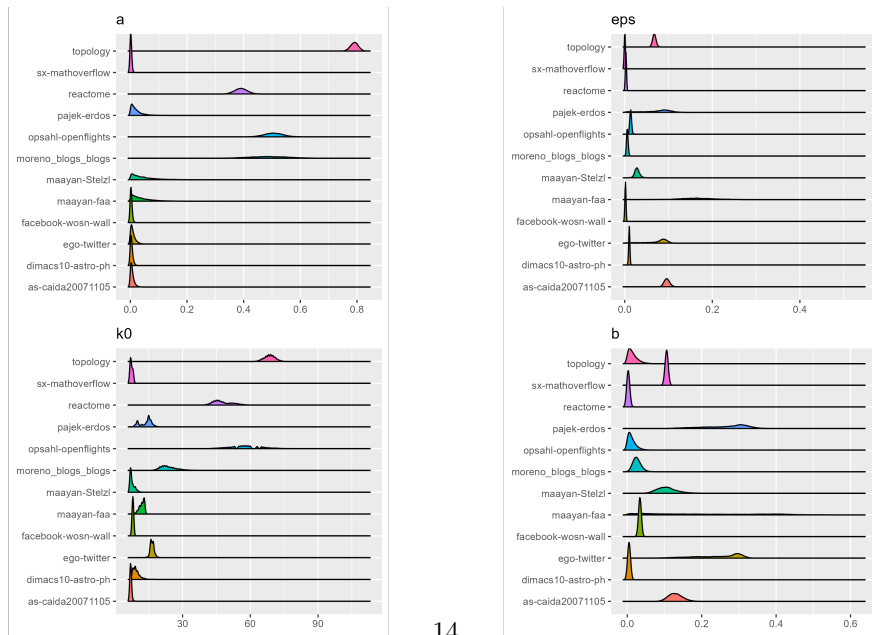 a
topology
sx-mathoverflow
reactome
pajek-erdos
opsahl-openflights
moreno_blogs_blogs
maayan-Stelzl
maayan-faa
facebook-wosn-wall
ego-twitter
dimacs10-astro-ph
as-caida20071105
0.0 0.2 0.4 0.6 0.8
eps
topology
sx-mathoverflow
reactome
pajek-erdos
opsahl-openflights
moreno_blogs_blogs
maayan-Stelzl
maayan-faa
facebook-wosn-wall
ego-twitter
dimacs10-astro-ph
as-caida20071105
0.0 0.2 0.4
k0
topology
sx-mathoverflow
reactome
pajek-erdos
opsahl-openflights
moreno_blogs_blogs
maayan-Stelzl
maayan-faa
facebook-wosn-wall
ego-twitter
dimacs10-astro-ph
as-caida20071105
30 60 90
b
topology
sx-mathoverflow
reactome
pajek-erdos
opsahl-openflights
moreno_blogs_blogs
maayan-Stelzl
maayan-faa
facebook-wosn-wall
ego-twitter
dimacs10-astro-ph
as-caida20071105
0.0 0.2 0.4 0.6
14